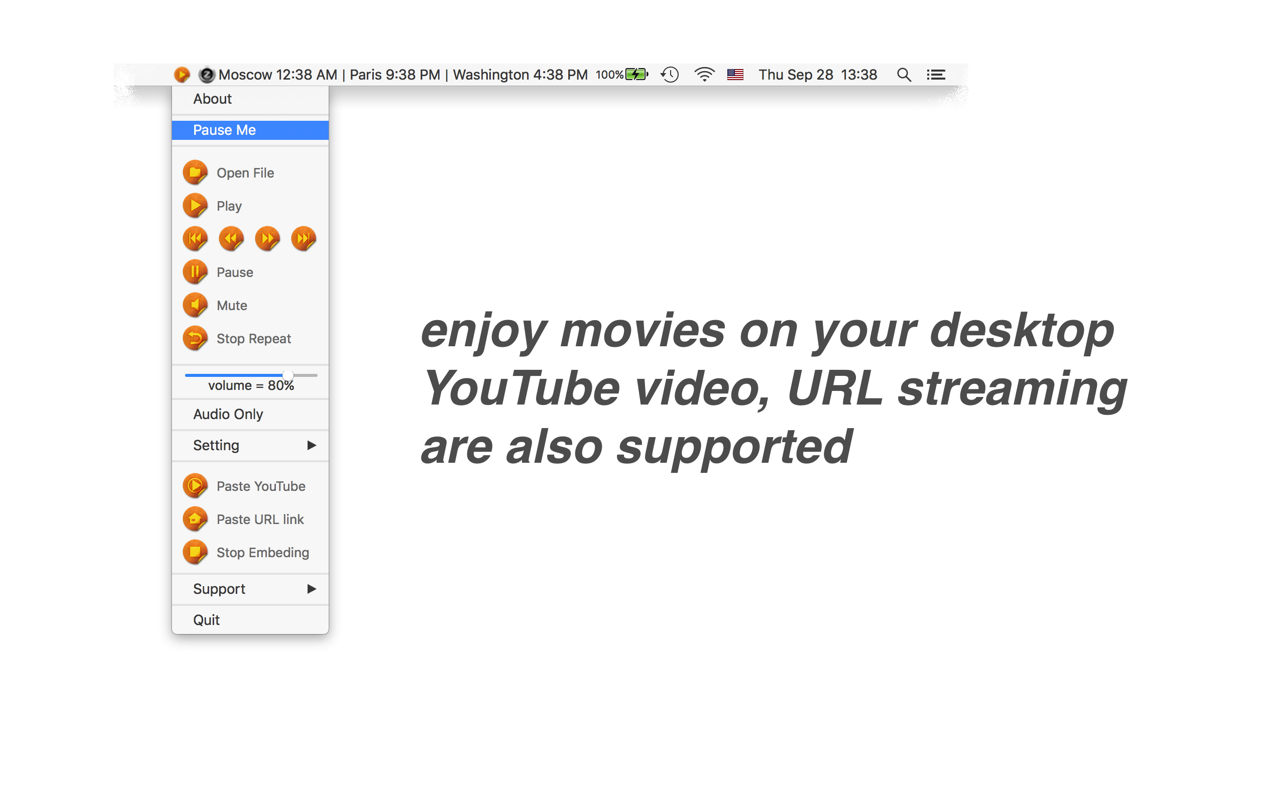 Moscow 12:38 AM | Paris 9:38 PM | Washington 4:38 PM 100% Thu Sep 28 13:38
About
Pause Me
Open File
Play
Pause
Mute
Stop Repeat
volume = 80%
Audio Only
Setting
Paste YouTube
Paste URL link
Stop Embeding
Support
Quit
enjoy movies on your desktop
YouTube video, URL streaming
are also supported